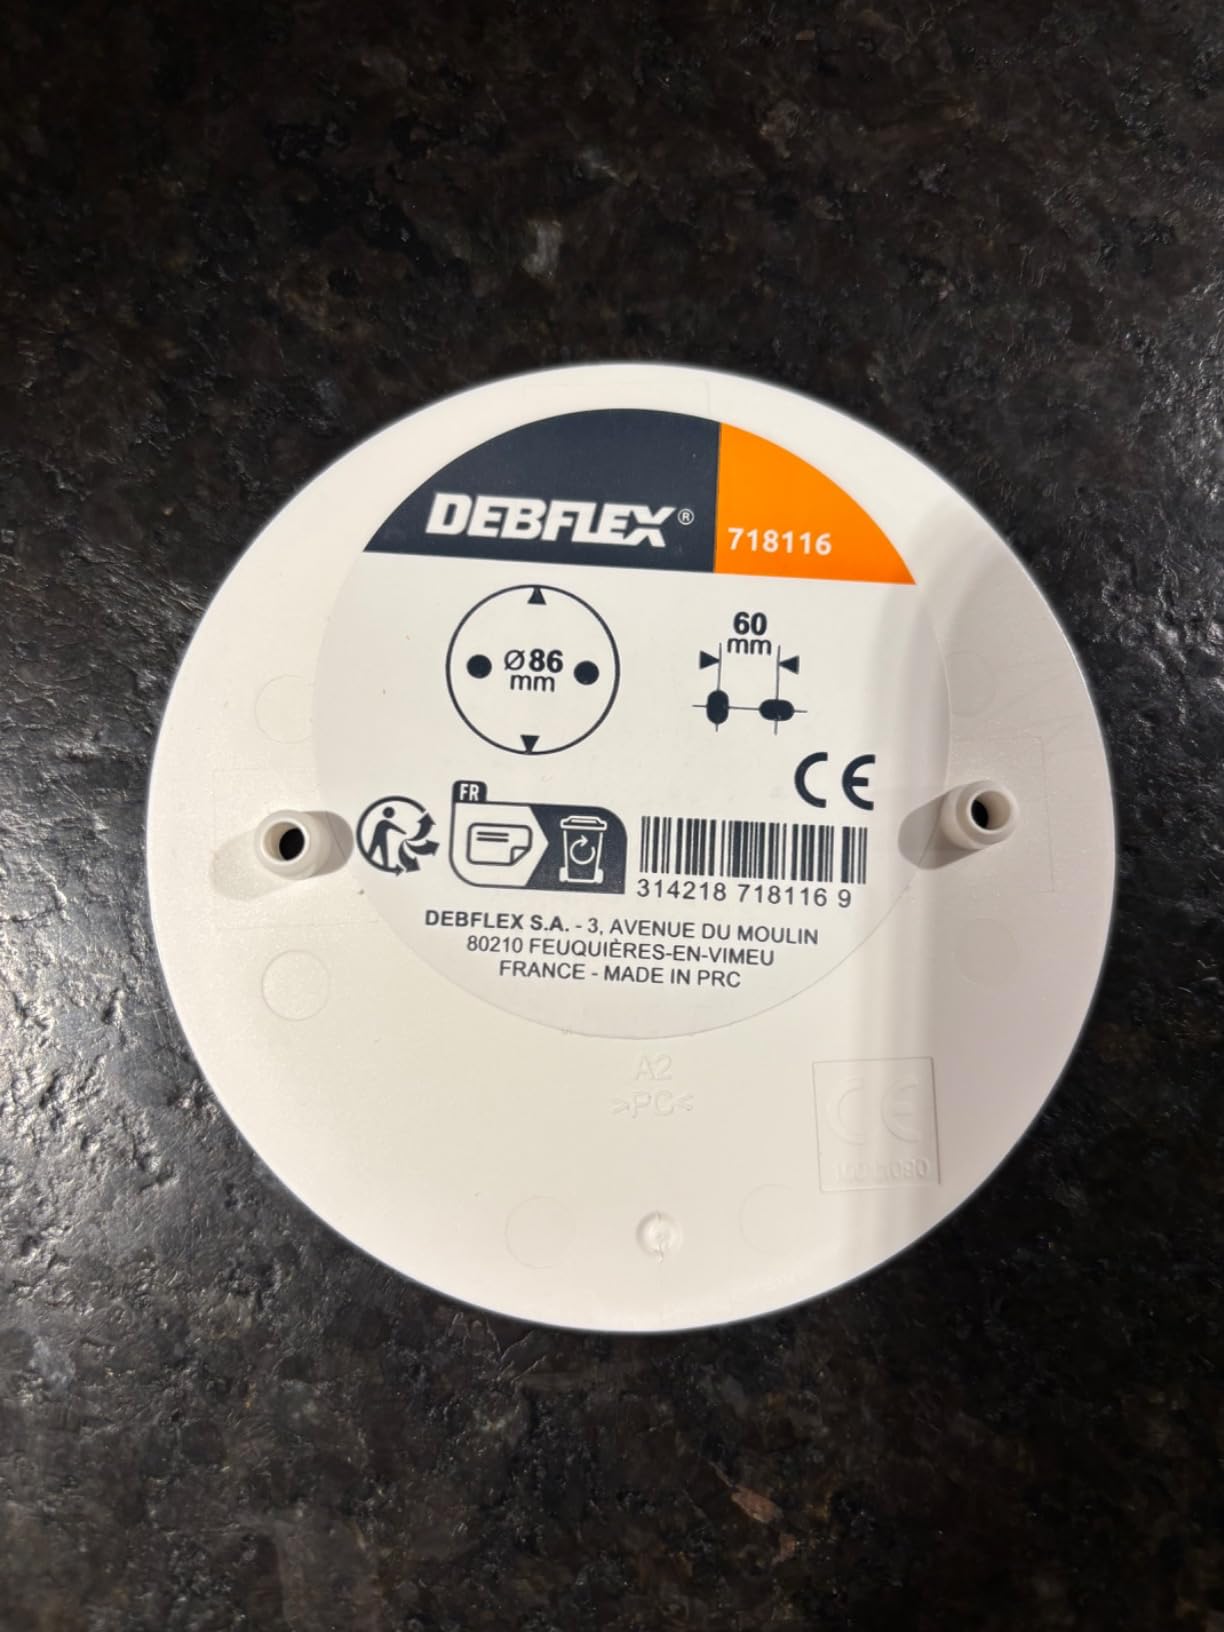 DEBFLEX®
718116
Ø86
mm
60
mm
CE
FR
314218 718116 9
DEBFLEX S.A. - 3, AVENUE DU MOULIN
80210 FEUQUIÈRES-EN-VIMEU
FRANCE - MADE IN PRC
A2
>PC<
CE